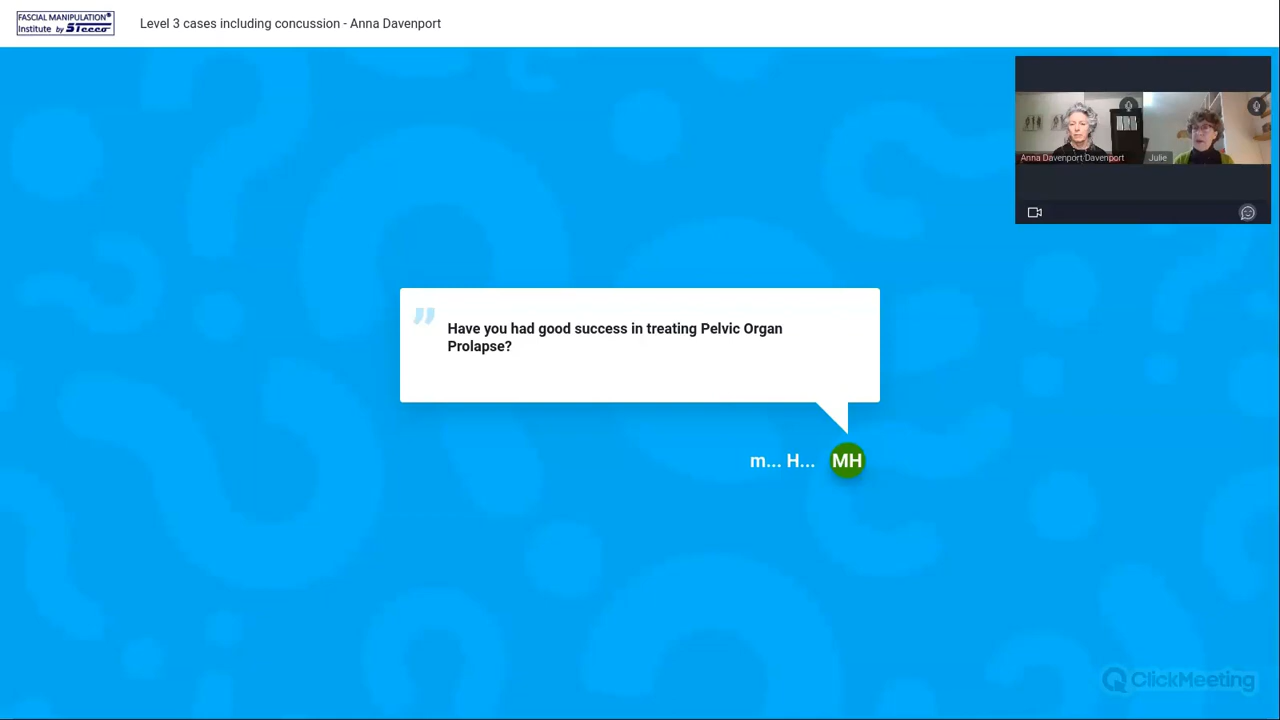 FASCIAL MANIPULATION®
Institute by Stecco
Level 3 cases including concussion - Anna Davenport
Anna Davenport Davenport
Julie
Have you had good success in treating Pelvic Organ
Prolapse?
m... H...
MH
ClickMeeting